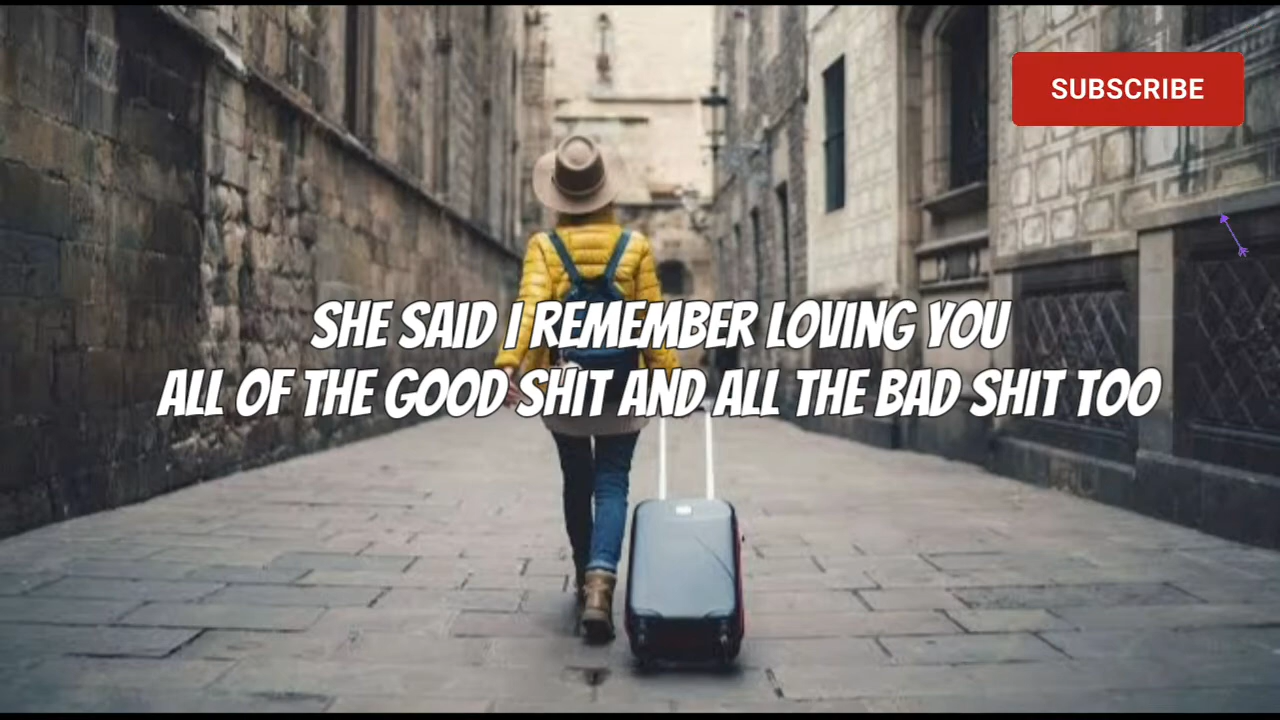 SUBSCRIBE
SHE SAID I REMEMBER LOVING YOU
ALL OF THE GOOD SHIT AND ALL THE BAD SHIT TOO